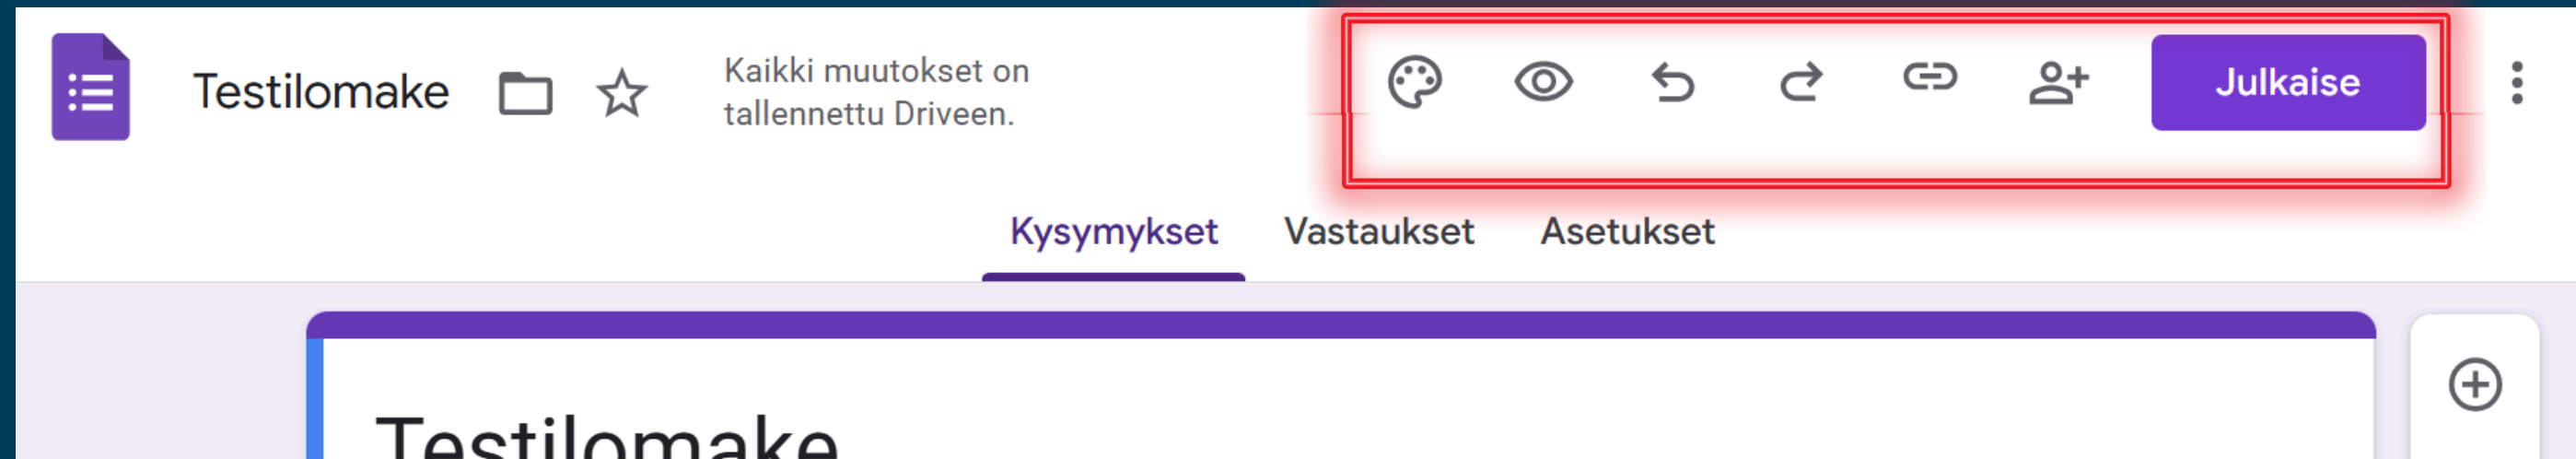 Testilomake
Kaikki muutokset on
tallennettu Driveen.
Julkaise
Kysymykset Vastaukset Asetukset
Testilomake